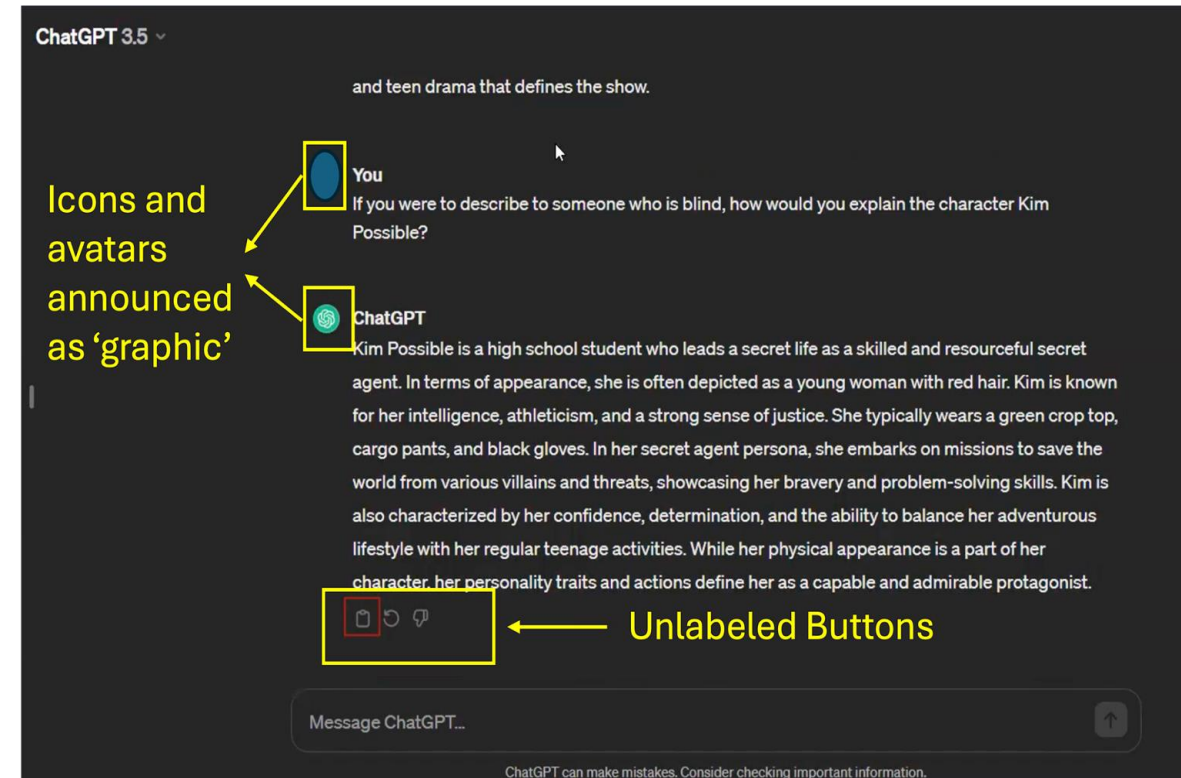 ChatGPT 3.5
and teen drama that defines the show.
You
If you were to describe to someone who is blind, how would you explain the character Kim
Possible?
Icons and
avatars
announced
as ‘graphic’
ChatGPT
Kim Possible is a high school student who leads a secret life as a skilled and resourceful secret
agent. In terms of appearance, she is often depicted as a young woman with red hair. Kim is known
for her intelligence, athleticism, and a strong sense of justice. She typically wears a green crop top,
cargo pants, and black gloves. In her secret agent persona, she embarks on missions to save the
world from various villains and threats, showcasing her bravery and problem-solving skills. Kim is
also characterized by her confidence, determination, and the ability to balance her adventurous
lifestyle with her regular teenage activities. While her physical appearance is a part of her
character, her personality traits and actions define her as a capable and admirable protagonist.
Unlabeled Buttons
Message ChatGPT...
ChatGPT can make mistakes. Consider checking important information.